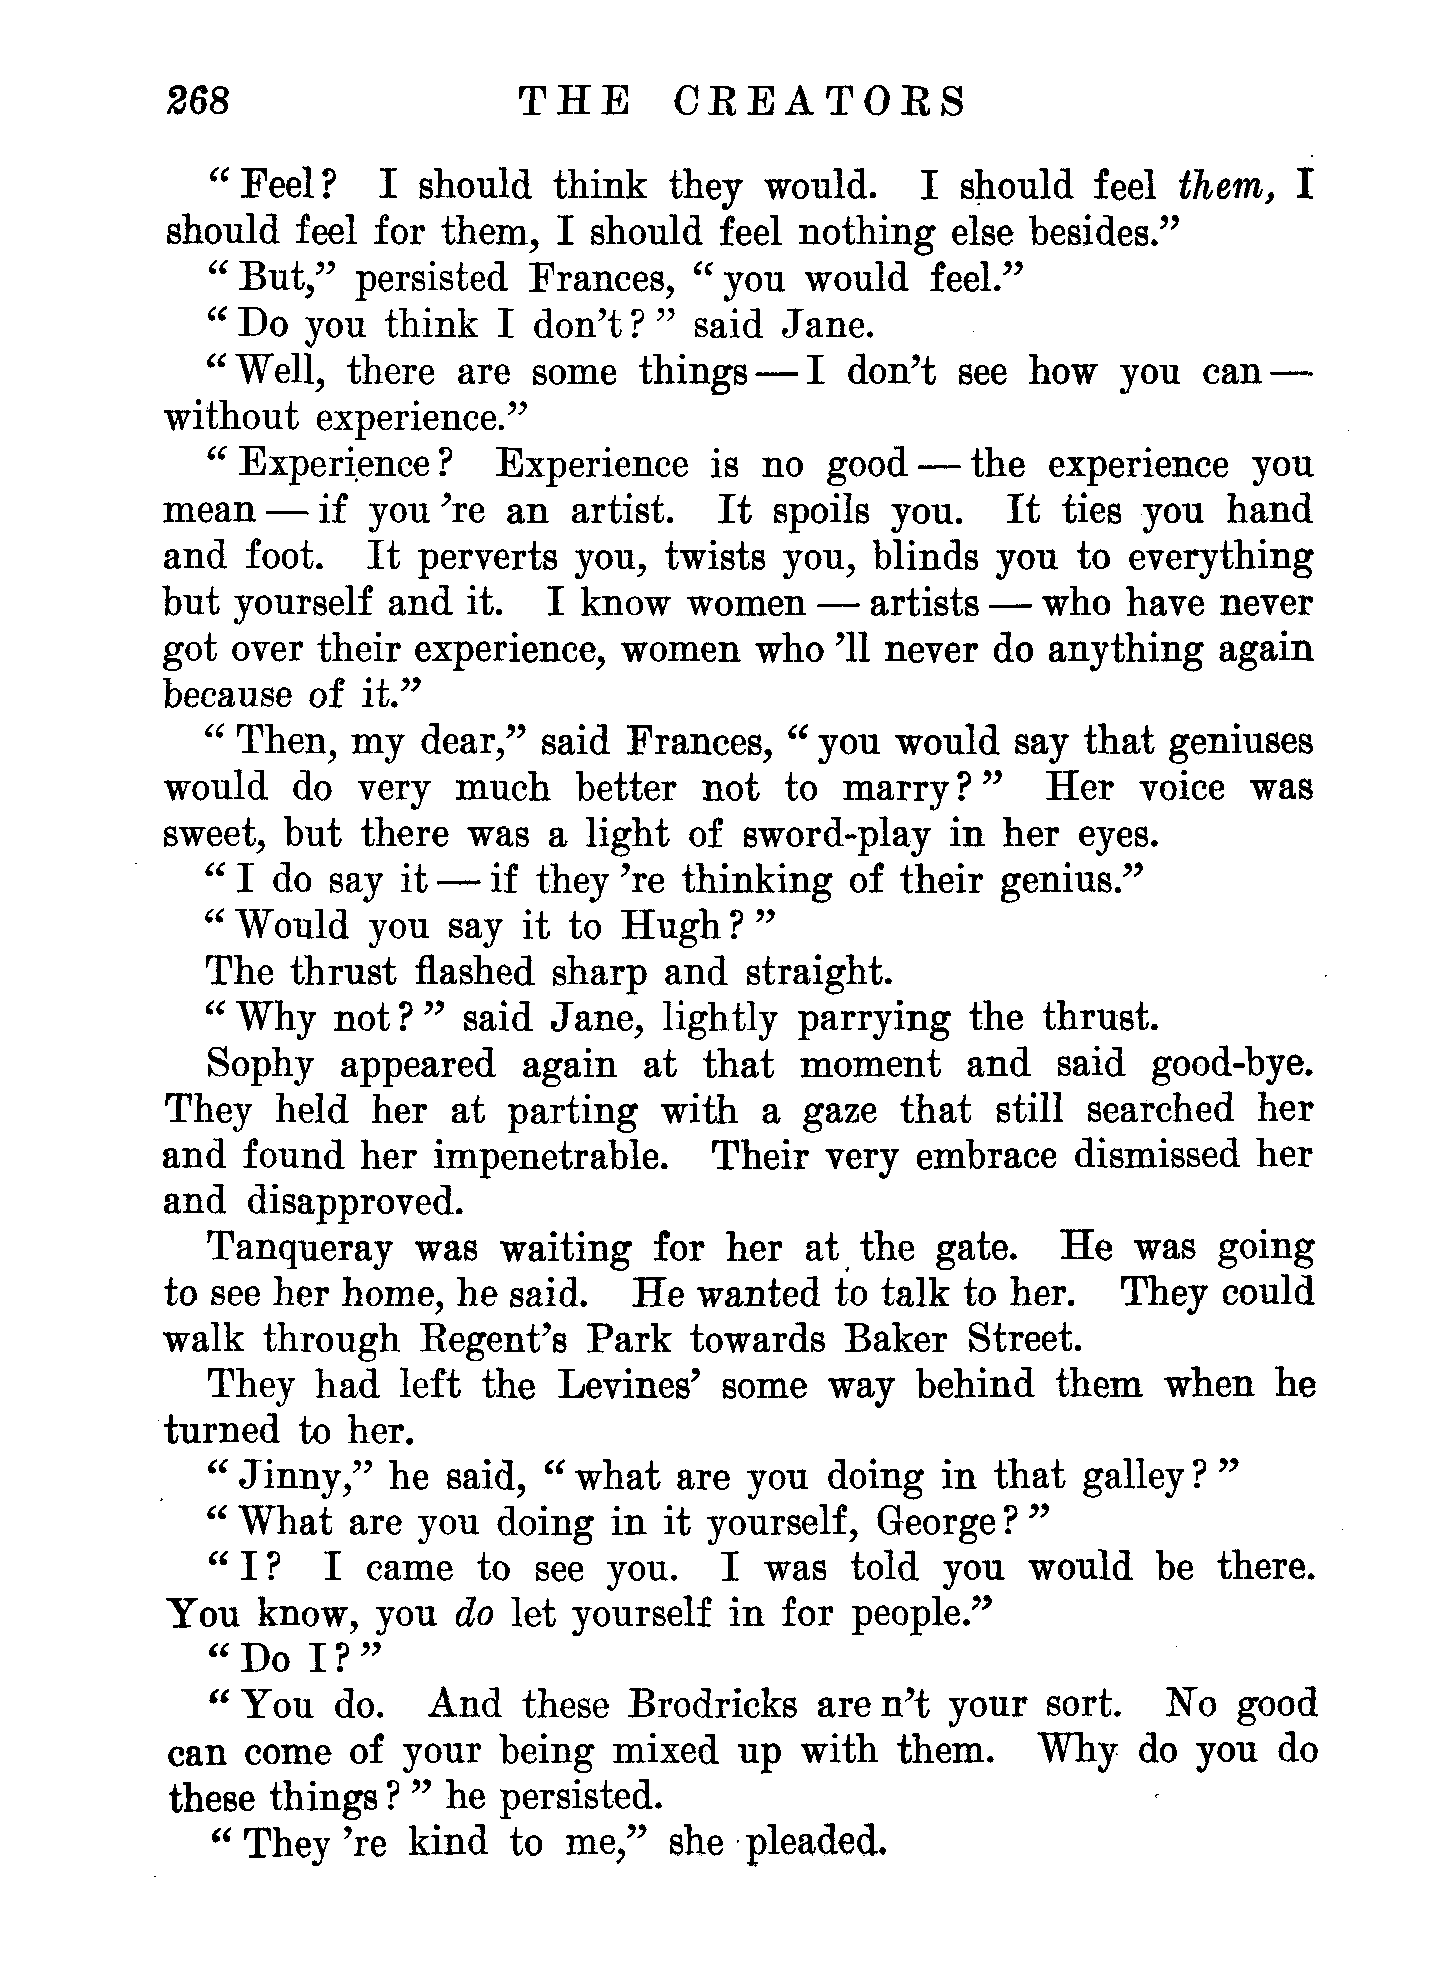 268 THE CREATORS
“Feel? I should think they would. I should feel them, I
should feel for them, I should feel nothing else besides.”
“But,” persisted Frances, “you would feel.”
“Do you think I don’t?” said Jane.
“Well, there are some things — I don’t see how you can —
without experience.”
“Experience? Experience is no good — the experience you
mean — if you ’re an artist. It spoils you. It ties you hand
and foot. It perverts you, twists you, blinds you to everything
but yourself and it. I know women — artists — who have never
got over their experience, women who ’ll never do anything again
because of it.”
“Then, my dear,” said Frances, “you would say that geniuses
would do very much better not to marry?” Her voice was
sweet, but there was a light of sword-play in her eyes.
“I do say it — if they ’re thinking of their genius.”
“Would you say it to Hugh?”
The thrust flashed sharp and straight.
“Why not?” said Jane, lightly parrying the thrust.
Sophy appeared again at that moment and said good-bye.
They held her at parting with a gaze that still searched her
and found her impenetrable. Their very embrace dismissed her
and disapproved.
Tanqueray was waiting for her at the gate. He was going
to see her home, he said. He wanted to talk to her. They could
walk through Regent’s Park towards Baker Street.
They had left the Levines’ some way behind them when he
turned to her.
“Jinny,” he said, “what are you doing in that galley?”
“What are you doing in it yourself, George?”
“I? I came to see you. I was told you would be there.
You know, you do let yourself in for people.”
“Do I?”
“You do. And these Brodricks are n’t your sort. No good
can come of your being mixed up with them. Why do you do
these things?” he persisted.
“They ’re kind to me,” she pleaded.